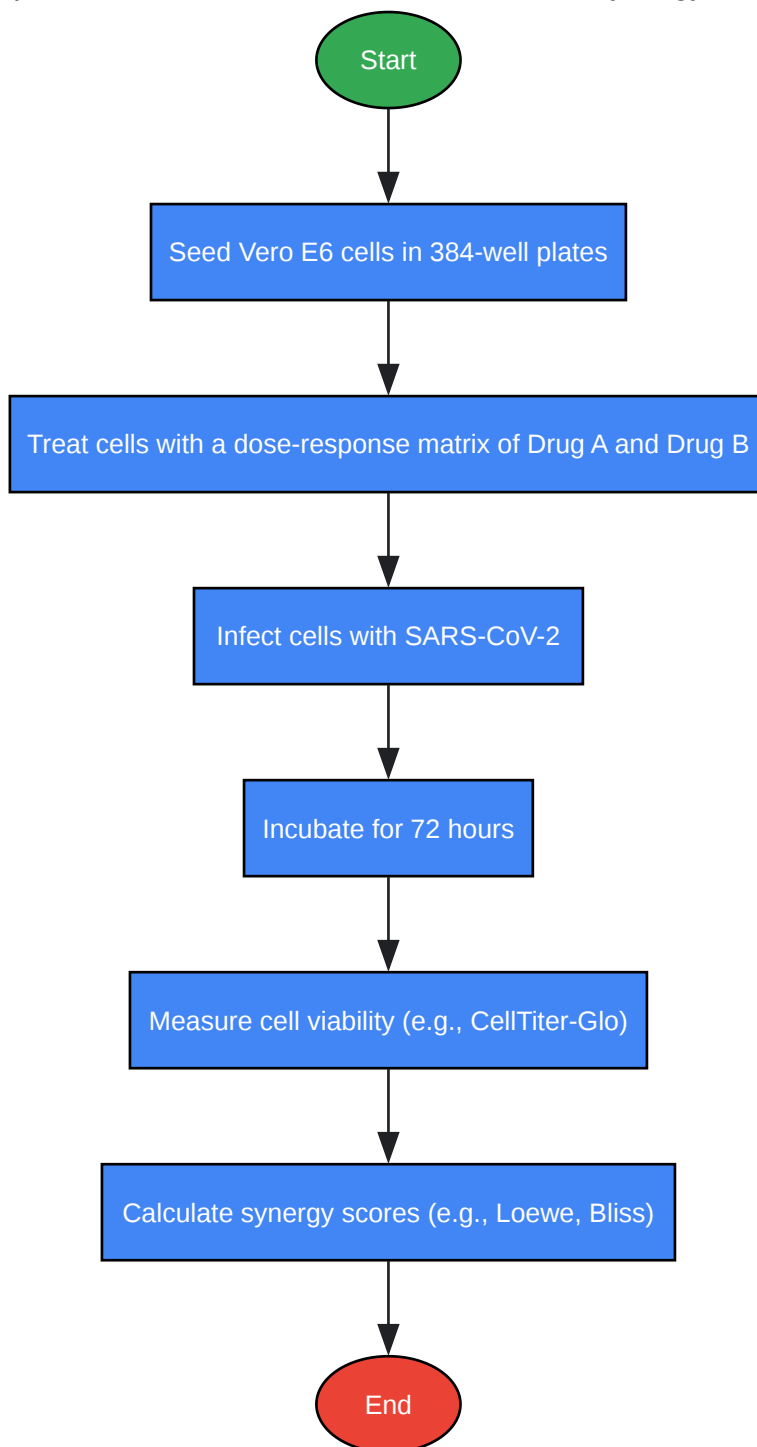 Start
Seed Vero E6 cells in 384-well plates
Treat cells with a dose-response matrix of Drug A and Drug B
Infect cells with SARS-CoV-2
Incubate for 72 hours
Measure cell viability (e.g., CellTiter-Glo)
Calculate synergy scores (e.g., Loewe, Bliss)
End